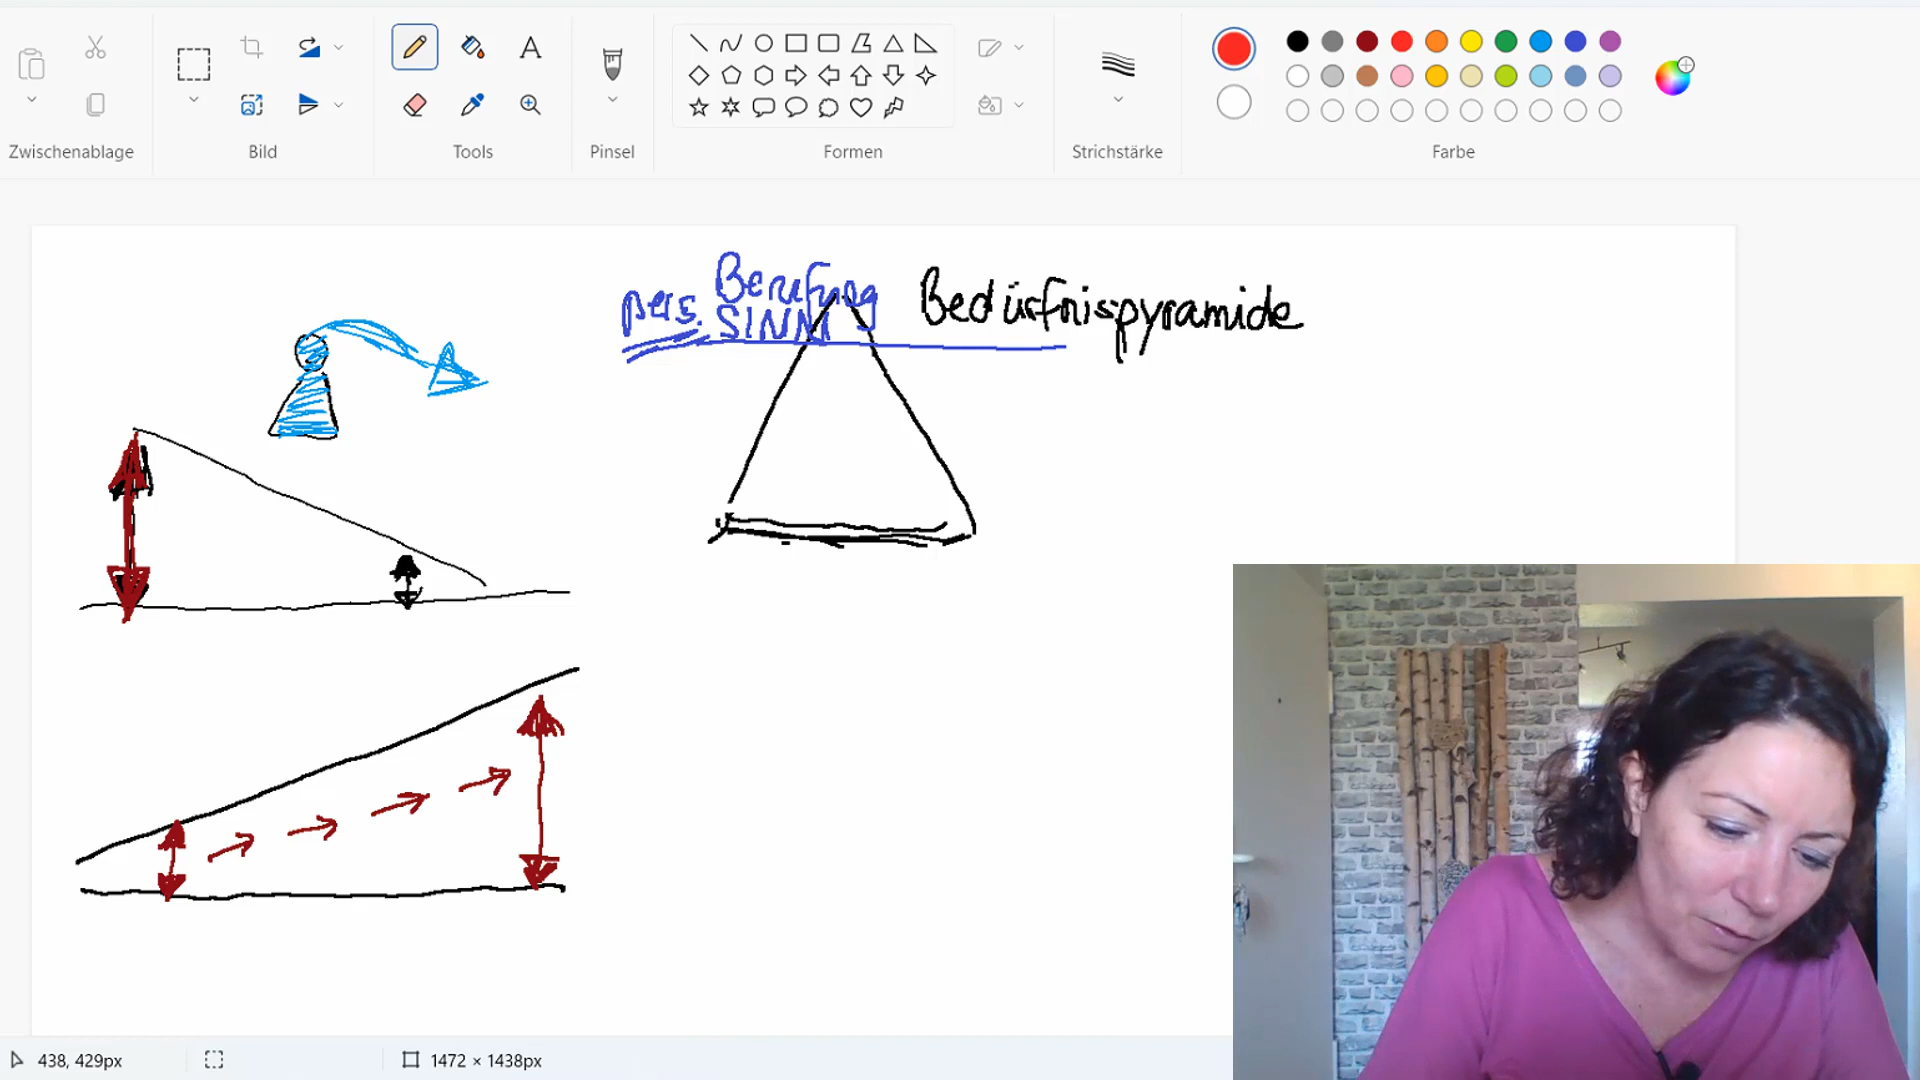 Zwischenablage
Bild
Tools
Pinsel
Formen
Strichstärke
Farbe
A
pers. Berufung
SINN
Bedürfnispyramide
438, 429px
1472 × 1438px